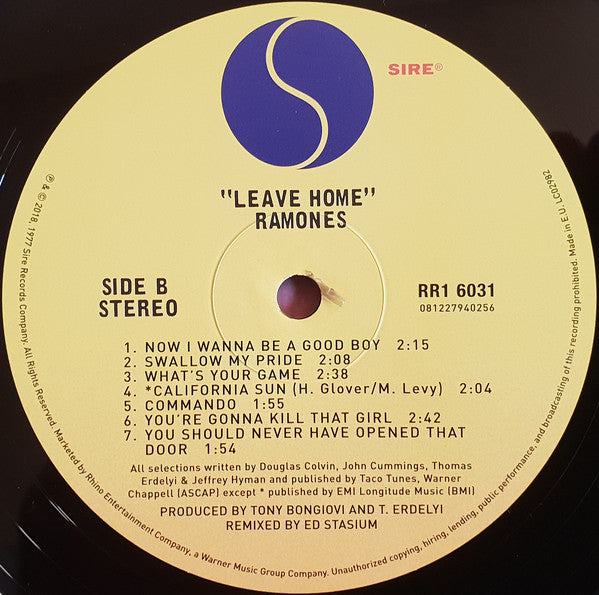 SIRE®
"LEAVE HOME"
RAMONES
SIDE B
STEREO
RR1 6031
081227940256
1. NOW I WANNA BE A GOOD BOY 2:15
2. SWALLOW MY PRIDE 2:08
3. WHAT'S YOUR GAME 2:38
4. *CALIFORNIA SUN (H. Glover/M. Levy) 2:04
5. COMMANDO 1:55
6. YOU'RE GONNA KILL THAT GIRL 2:42
7. YOU SHOULD NEVER HAVE OPENED THAT
DOOR 1:54
All selections written by Douglas Colvin, John Cummings, Thomas
Erdelyi & Jeffrey Hyman and published by Taco Tunes, Warner
Chappell (ASCAP) except * published by EMI Longitude Music (BMI)
PRODUCED BY TONY BONGIOVI AND T. ERDELYI
REMIXED BY ED STASIUM
℗ & © 2018, 1977 Sire Records Company. All Rights Reserved. Marketed by Rhino Entertainment Company, a Warner Music Group Company. Unauthorized copying, hiring, lending, public performance, and broadcasting of this recording prohibited. Made in E.U. LC02982